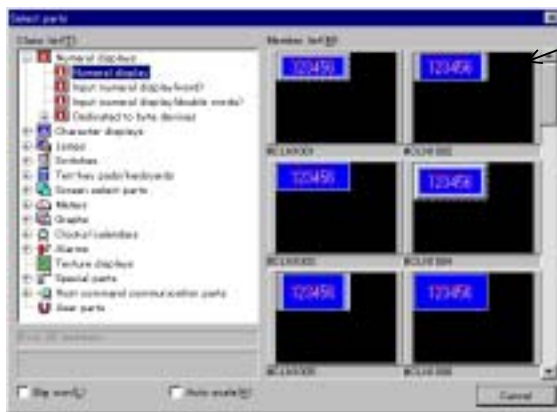 Select parts
Class list(T)
Member list(M)
Numeral displays
Numeral display
Input numeral display(word)
Input numeral display(double words)
Dedicated to byte devices
Character displays
Lamps
Switches
Ten-key pads/keyboards
Screen select parts
Meters
Graphs
Clocks/calendars
Alarms
Texture displays
Special parts
Host command communication parts
User parts
123456
123456
123456
123456
123456
123456
Auto scale
Cancel